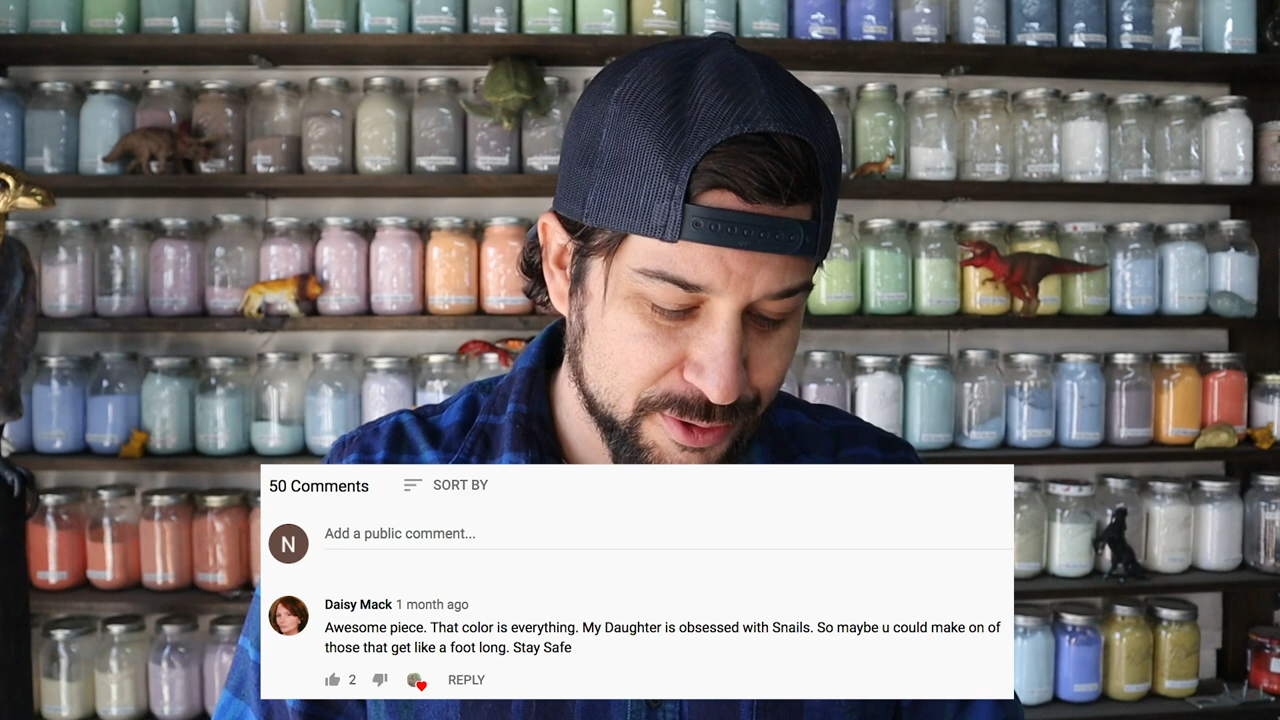 50 Comments
SORT BY
N
Add a public comment...
Daisy Mack 1 month ago
Awesome piece. That color is everything. My Daughter is obsessed with Snails. So maybe u could make on of
those that get like a foot long. Stay Safe
2
REPLY